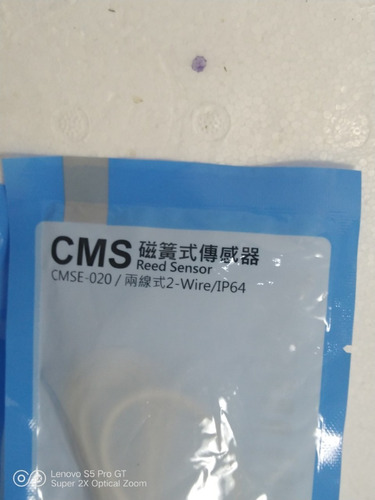 CMS 磁簧式傳感器
Reed Sensor
CMSE-020 / 兩線式2-Wire/IP64
Lenovo S5 Pro GT
Super 2X Optical Zoom